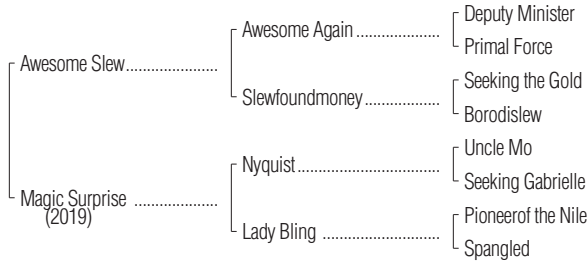 Awesome Slew
Magic Surprise
(2019)
Awesome Again
Slewfoundmoney
Nyquist
Lady Bling
Deputy Minister
Primal Force
Seeking the Gold
Borodislew
Uncle Mo
Seeking Gabrielle
Pioneerof the Nile
Spangled